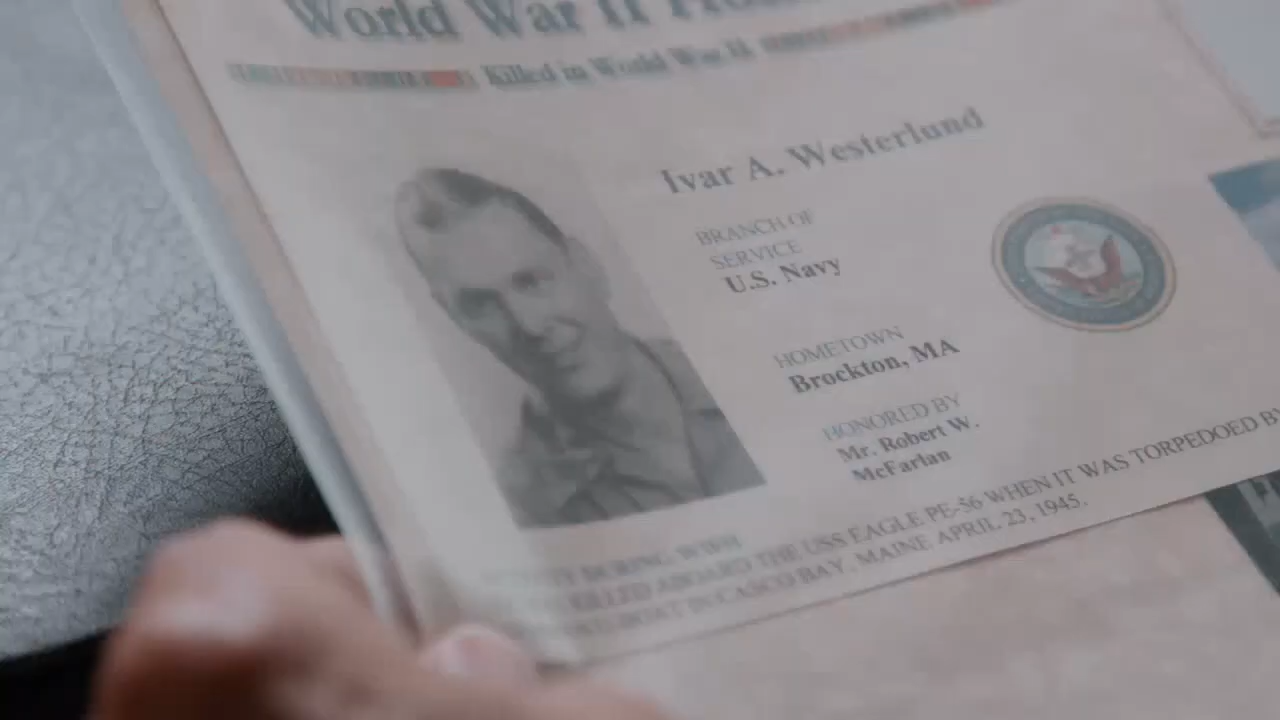 World War II
Killed in World War II
Ivar A. Westerlund
BRANCH OF
SERVICE
U.S. Navy
HOMETOWN
Brockton, MA
HONORED BY
Mr. Robert W.
McFarlan
DURING WWII
KILLED ABOARD THE USS EAGLE PE-56 WHEN IT WAS TORPEDOED
IN CASCO BAY MAINE APRIL 23, 1945.